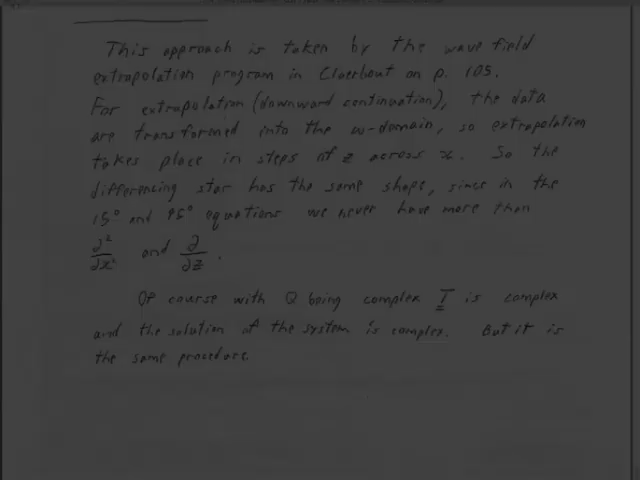 This approach is taken by the wave field
extrapolation program in Claerbout on p. 105.
For extrapolation (downward continuation), the data
are transformed into the ω-domain, so extrapolation
takes place in steps of z across x. So the
differencing star has the same shape, since in the
15° and 45° equations we never have more than
∂²/∂x² and ∂/∂z.
Of course with Q being complex T is complex
and the solution of the system is complex. But it is
the same procedure.